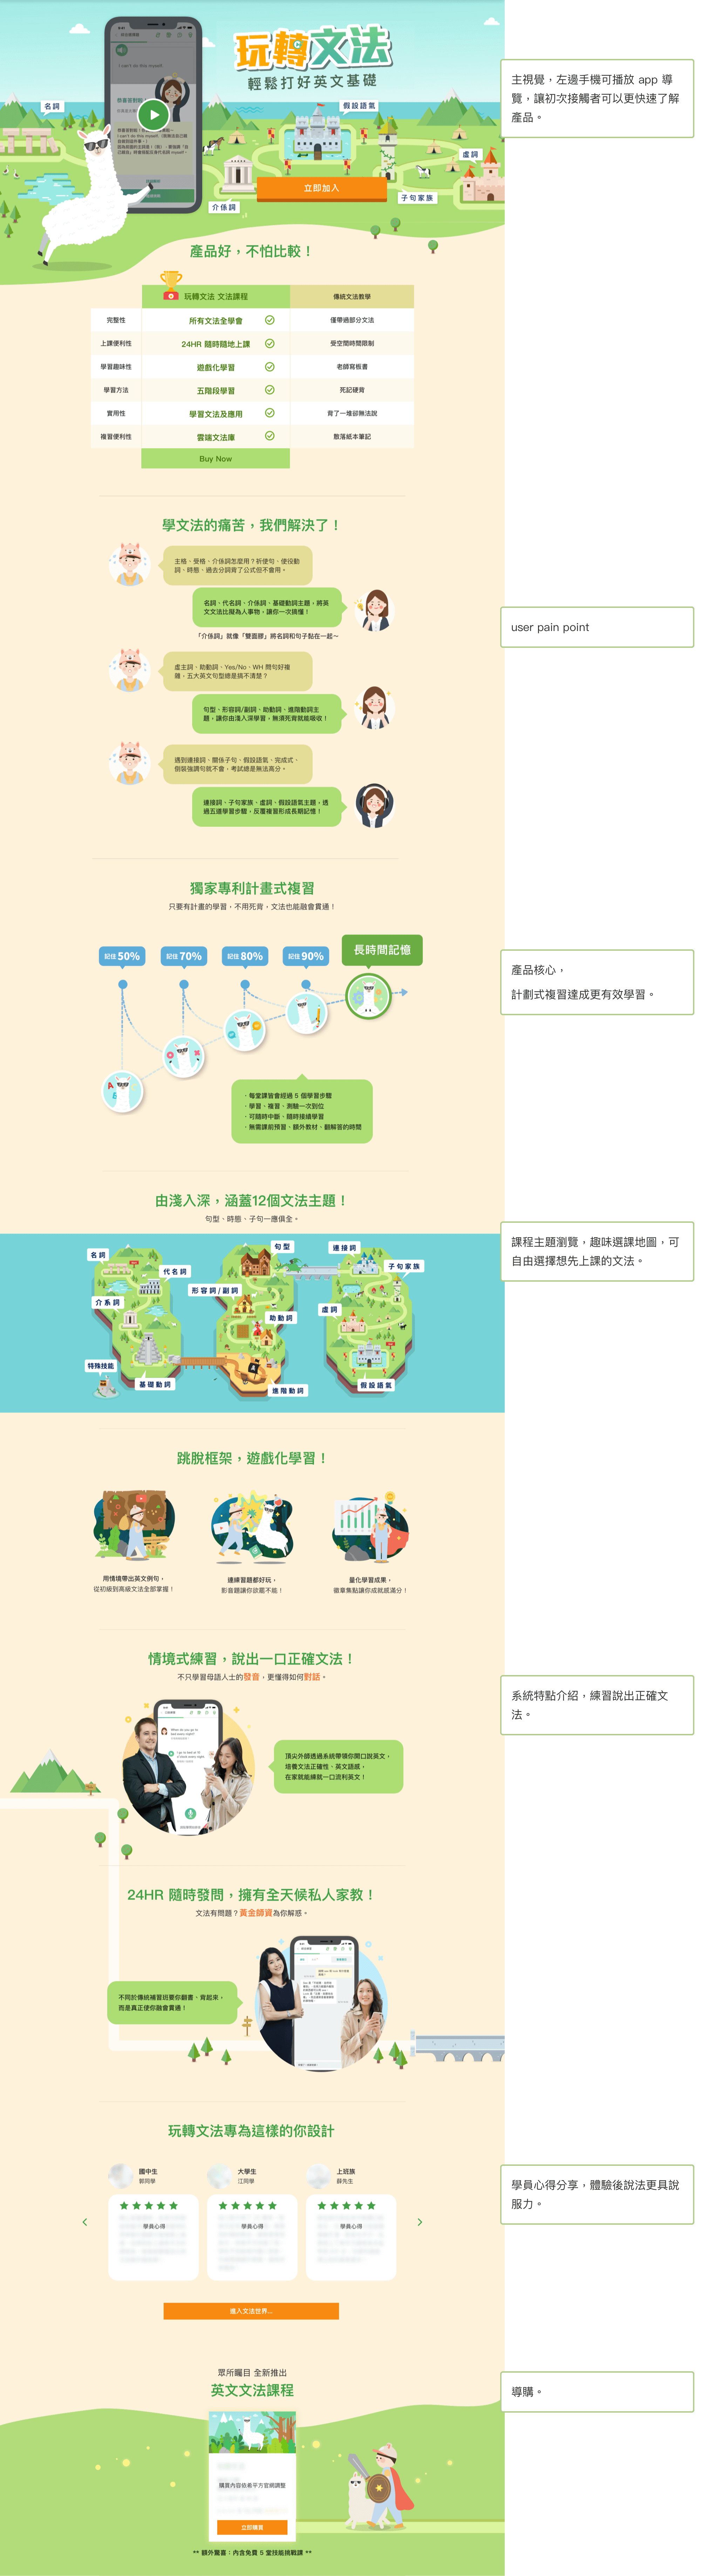 玩轉文法
輕鬆打好英文基礎
名詞
假設語氣
虛詞
子句家族
介係詞
I can't do this myself.
立即加入
主視覺，左邊手機可播放 app 導
覽，讓初次接觸者可以更快速了解
產品。
產品好，不怕比較！
玩轉文法 文法課程
傳統文法教學
完整性
所有文法全學會
僅帶過部分文法
上課便利性
24HR 隨時隨地上課
受空間時間限制
學習趣味性
遊戲化學習
老師寫板書
學習方法
五階段學習
死記硬背
實用性
學習文法及應用
背了一堆卻無法說
複習便利性
雲端文法庫
散落紙本筆記
Buy Now
學文法的痛苦，我們解決了！
主格、受格、介係詞怎麼用？祈使句、使役動
詞、時態、過去分詞背了公式但不會用。
名詞、代名詞、介係詞、基礎動詞主題，將英
文文法比擬為人事物，讓你一次搞懂！
「介係詞」就像「雙面膠」將名詞和句子黏在一起～
user pain point
虛主詞、助動詞、Yes/No、WH 問句好複
雜，五大英文句型總是搞不清楚？
句型、形容詞/副詞、助動詞、進階動詞主
題，讓你由淺入深學習，無須死背就能吸收！
遇到連接詞、關係子句、假設語氣、完成式、
倒裝強調句就不會，考試總是無法高分。
連接詞、子句家族、虛詞、假設語氣主題，透
過五道學習步驟，反覆複習形成長期記憶！
獨家專利計畫式複習
只要有計畫的學習，不用死背，文法也能融會貫通！
記住 50%
記住 70%
記住 80%
記住 90%
長時間記憶
產品核心，
計劃式複習達成更有效學習。
・每堂課皆會經過 5 個學習步驟
・學習、複習、測驗一次到位
・可隨時中斷、隨時接續學習
・無需課前預習、額外教材、翻解答的時間
由淺入深，涵蓋12個文法主題！
句型、時態、子句一應俱全。
課程主題瀏覽，趣味選課地圖，可
自由選擇想先上課的文法。
名詞
代名詞
介系詞
特殊技能
基礎動詞
句型
形容詞/副詞
助動詞
進階動詞
連接詞
子句家族
虛詞
假設語氣
跳脫框架，遊戲化學習！
用情境帶出英文例句，
從初級到高級文法全部掌握！
連練習題都好玩，
影音題讓你欲罷不能！
量化學習成果，
徽章集點讓你成就感滿分！
情境式練習，說出一口正確文法！
不只學習母語人士的發音，更懂得如何對話。
系統特點介紹，練習說出正確文
法。
頂尖外師透過系統帶領你開口說英文，
培養文法正確性、英文語感，
在家就能練就一口流利英文！
24HR 隨時發問，擁有全天候私人家教！
文法有問題？黃金師資為你解惑。
不同於傳統補習班要你翻書、背起來，
而是真正使你融會貫通！
玩轉文法專為這樣的你設計
國中生
郭同學
大學生
江同學
上班族
薛先生
學員心得
學員心得
學員心得
學員心得分享，體驗後說法更具說
服力。
進入文法世界...
眾所矚目 全新推出
英文文法課程
導購。
購買內容依希平方官網調整
立即購買
** 額外驚喜：內含免費 5 堂技能挑戰課 **